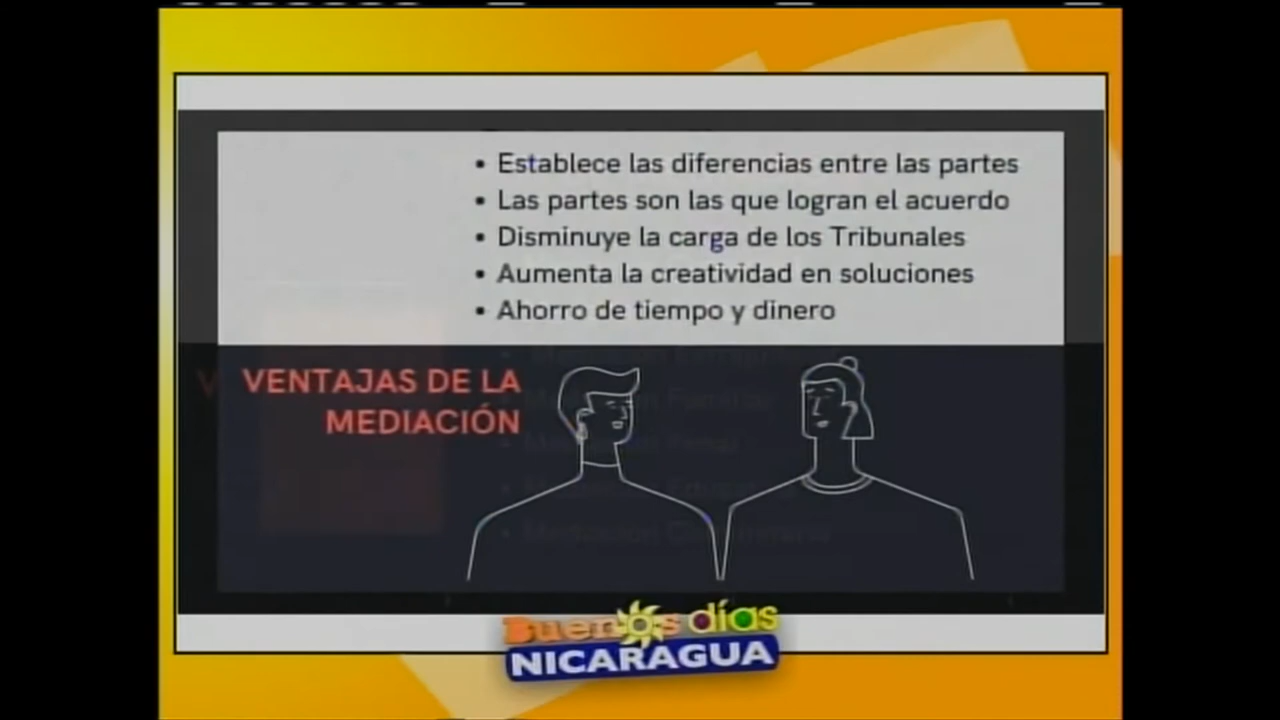 • Establece las diferencias entre las partes
• Las partes son las que logran el acuerdo
• Disminuye la carga de los Tribunales
• Aumenta la creatividad en soluciones
• Ahorro de tiempo y dinero
VENTAJAS DE LA
MEDIACIÓN
Buenos días
NICARAGUA